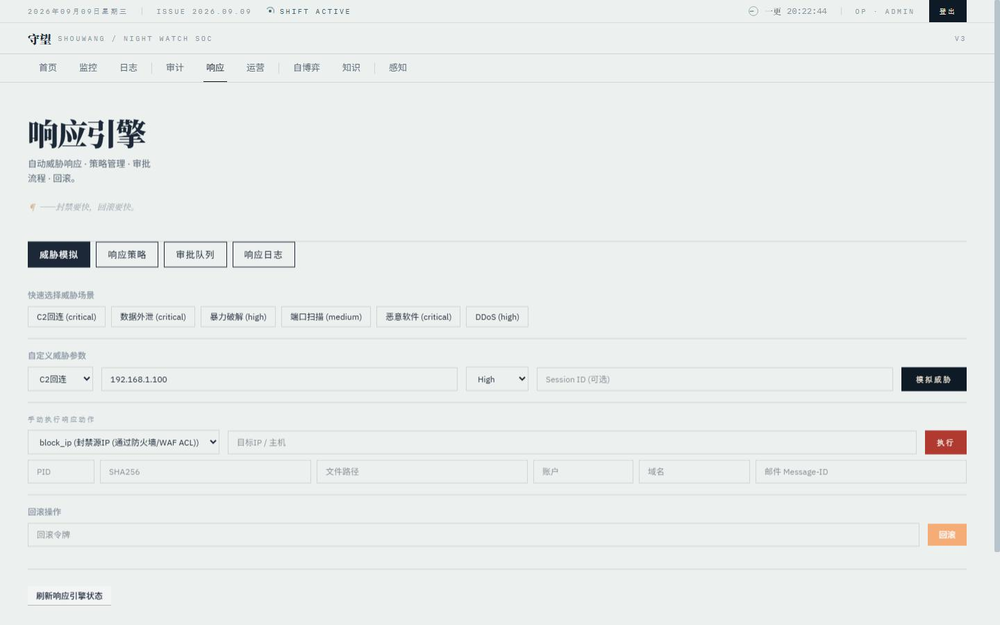 2026年09月09日星期三 ISSUE 2026.09.09 SHIFT ACTIVE 一更 20:22:44 OP · ADMIN 登出
守望 SHOUWANG / NIGHT WATCH SOC V3
首页 监控 日志 审计 响应 运营 自博弈 知识 感知
响应引擎
自动威胁响应 · 策略管理 · 审批
流程 · 回滚。
¶ ——封禁要快，回滚要快。
威胁模拟 响应策略 审批队列 响应日志
快速选择威胁场景
C2回连 (critical) 数据外泄 (critical) 暴力破解 (high) 端口扫描 (medium) 恶意软件 (critical) DDoS (high)
自定义威胁参数
C2回连 192.168.1.100 High Session ID (可选) 模拟威胁
手动执行响应动作
block_ip (封禁源IP (通过防火墙/WAF ACL)) 目标IP / 主机 执行
PID SHA256 文件路径 账户 域名 邮件 Message-ID
回滚操作
回滚令牌 回滚
刷新响应引擎状态